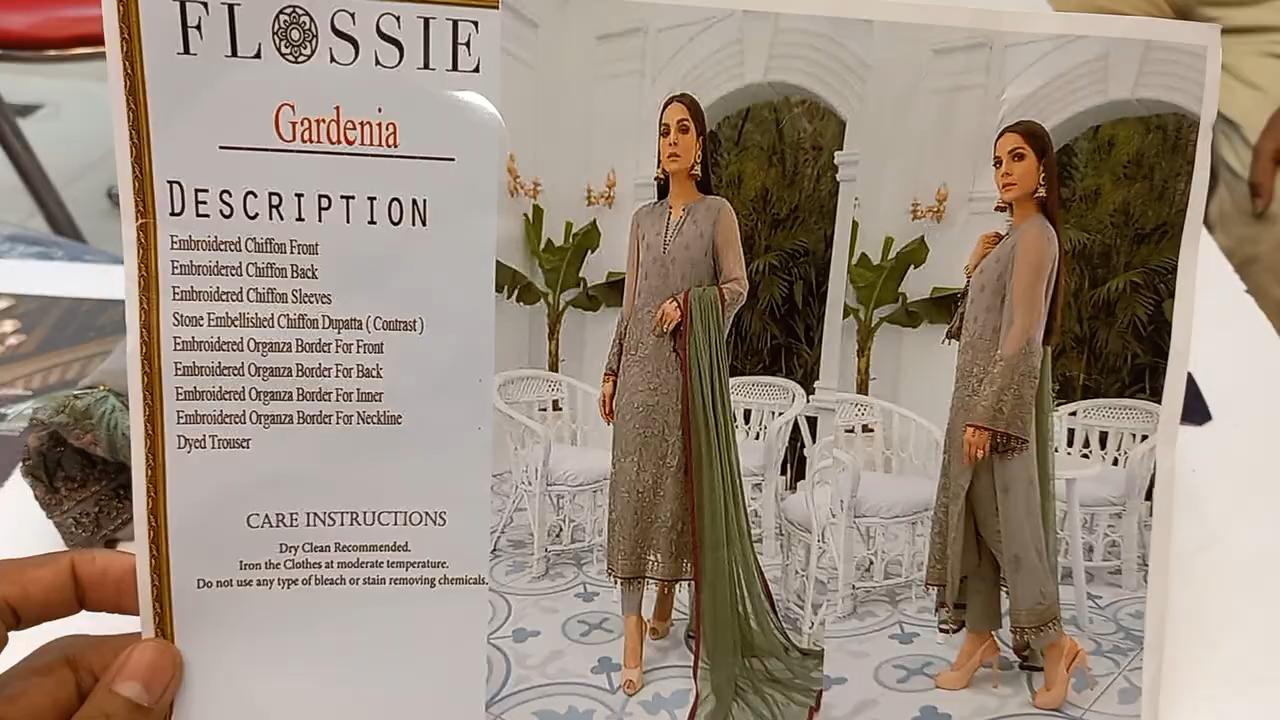 FLOSSIE
Gardenia
DESCRIPTION
Embroidered Chiffon Front
Embroidered Chiffon Back
Embroidered Chiffon Sleeves
Stone Embellished Chiffon Dupatta ( Contrast )
Embroidered Organza Border For Front
Embroidered Organza Border For Back
Embroidered Organza Border For Inner
Embroidered Organza Border For Neckline
Dyed Trouser
CARE INSTRUCTIONS
Dry Clean Recommended.
Iron the Clothes at moderate temperature.
Do not use any type of bleach or stain removing chemicals.